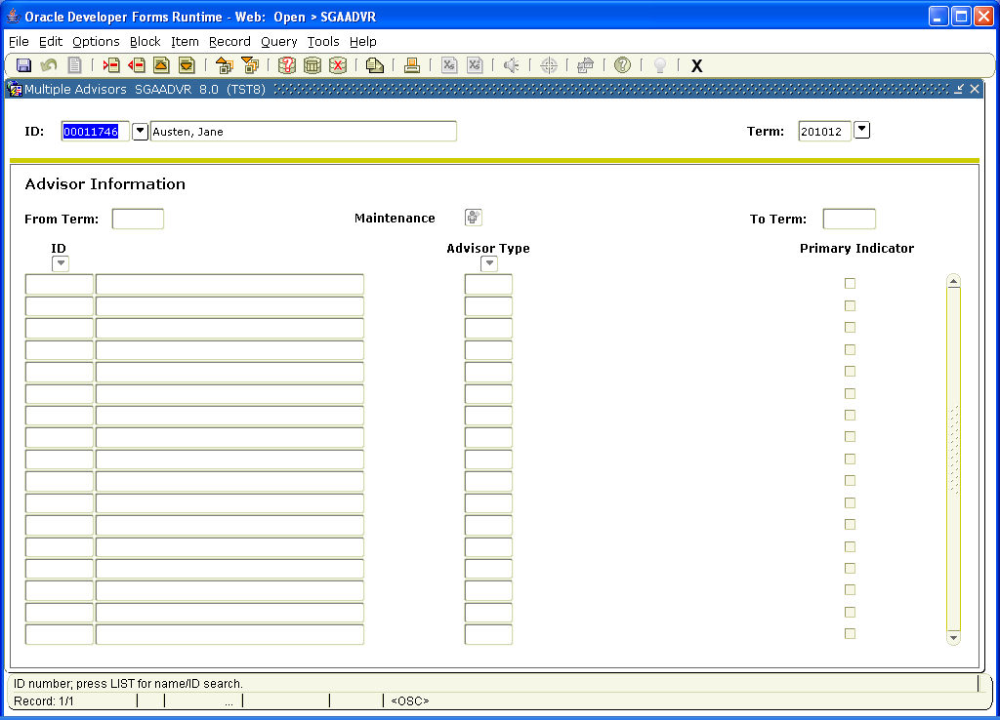 Oracle Developer Forms Runtime - Web: Open > SGAADVR
File Edit Options Block Item Record Query Tools Help
X
Multiple Advisors SGAADVR 8.0 (TST8)
ID: 00011746 Austen, Jane Term: 201012
Advisor Information
From Term: Maintenance To Term:
ID Advisor Type Primary Indicator
ID number; press LIST for name/ID search.
Record: 1/1 ... <OSC>